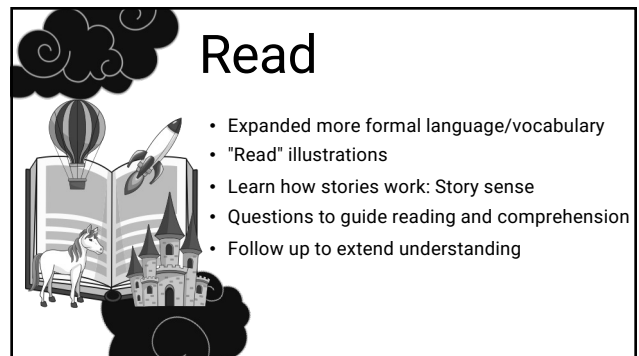 Read
• Expanded more formal language/vocabulary
• "Read" illustrations
• Learn how stories work: Story sense
• Questions to guide reading and comprehension
• Follow up to extend understanding